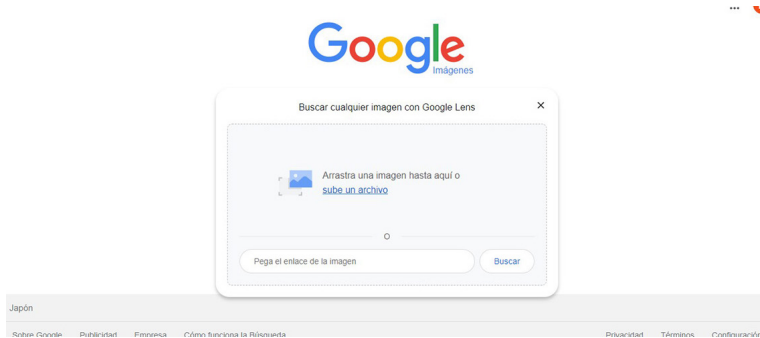 Google
Imágenes
Buscar cualquier imagen con Google Lens
Arrastra una imagen hasta aquí o
sube un archivo
O
Pega el enlace de la imagen
Buscar
Japón
Sobre Google Publicidad Empresa Cómo funciona la Búsqueda Privacidad Términos Configuración